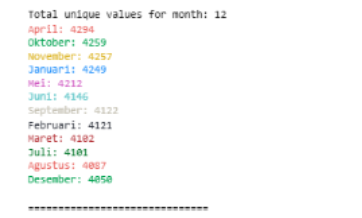 Total unique values for month: 12
April: 4294
Oktober: 4259
November: 4257
Januari: 4249
Mei: 4212
Juni: 4146
September: 4122
Februari: 4121
Maret: 4102
Juli: 4101
Agustus: 4087
Desember: 4050
==============================